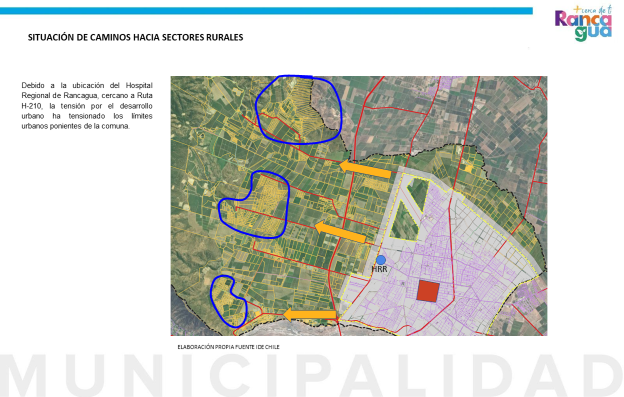 + cerca de ti
Rancagua
SITUACIÓN DE CAMINOS HACIA SECTORES RURALES
Debido a la ubicación del Hospital
Regional de Rancagua, cercano a Ruta
H-210, la tensión por el desarrollo
urbano ha tensionado los límites
urbanos ponientes de la comuna.
HRR
ELABORACIÓN PROPIA FUENTE IDE CHILE
MUNICIPALIDAD